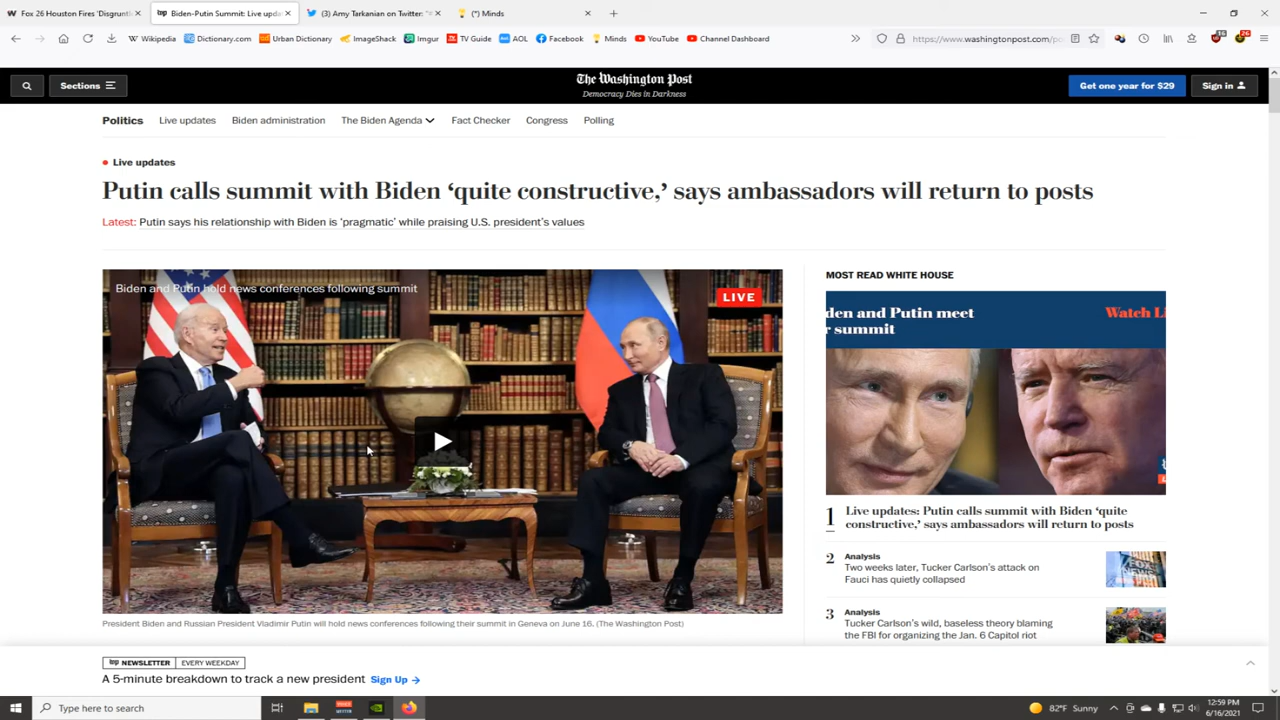 Fox 26 Houston Fires 'Disgruntl
Biden-Putin Summit: Live upda
(3) Amy Tarkanian on Twitter: "
(*) Minds
Wikipedia
Dictionary.com
Urban Dictionary
ImageShack
Imgur
TV Guide
AOL
Facebook
Minds
YouTube
Channel Dashboard
https://www.washingtonpost.com/po
16
26
Sections
The Washington Post
Democracy Dies in Darkness
Get one year for $29
Sign in
Politics
Live updates
Biden administration
The Biden Agenda
Fact Checker
Congress
Polling
Live updates
Putin calls summit with Biden ‘quite constructive,’ says ambassadors will return to posts
Latest: Putin says his relationship with Biden is ‘pragmatic’ while praising U.S. president’s values
Biden and Putin hold news conferences following summit
LIVE
President Biden and Russian President Vladimir Putin will hold news conferences following their summit in Geneva on June 16. (The Washington Post)
MOST READ WHITE HOUSE
den and Putin meet
r summit
Watch Li
1
Live updates: Putin calls summit with Biden ‘quite
constructive,’ says ambassadors will return to posts
2
Analysis
Two weeks later, Tucker Carlson’s attack on
Fauci has quietly collapsed
3
Analysis
Tucker Carlson’s wild, baseless theory blaming
the FBI for organizing the Jan. 6 Capitol riot
wp NEWSLETTER
EVERY WEEKDAY
A 5-minute breakdown to track a new president
Sign Up →
Type here to search
82°F Sunny
12:59 PM
6/16/2021